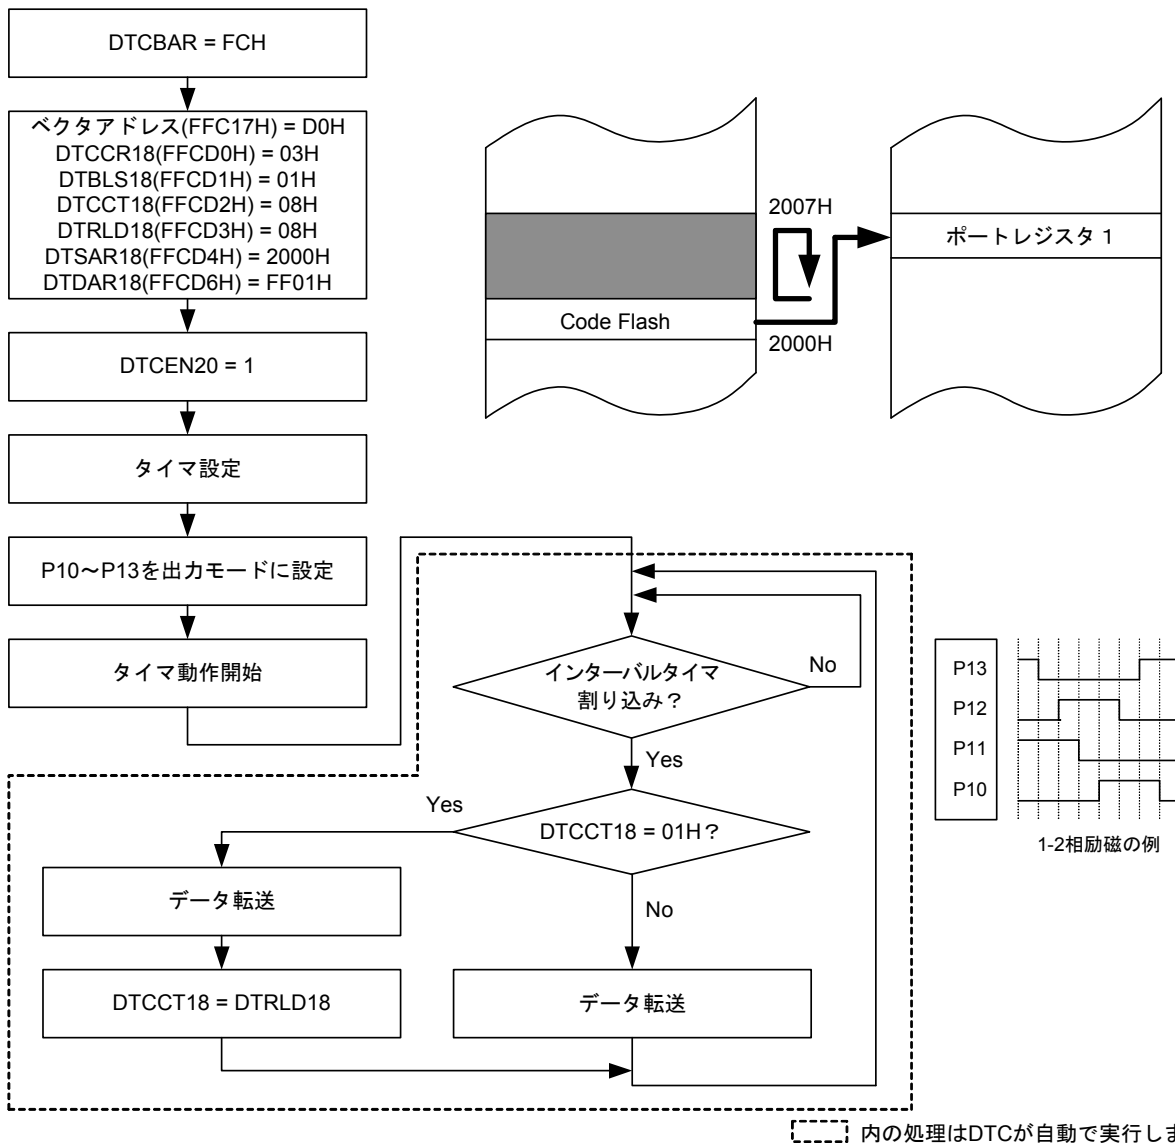 DTCBAR = FCH
ベクタアドレス(FFC17H) = D0H
DTCCR18(FFCD0H) = 03H
DTBLS18(FFCD1H) = 01H
DTCCT18(FFCD2H) = 08H
DTRLD18(FFCD3H) = 08H
DTSAR18(FFCD4H) = 2000H
DTDAR18(FFCD6H) = FF01H
DTCEN20 = 1
タイマ設定
P10～P13を出力モードに設定
タイマ動作開始
2007H
ポートレジスタ 1
Code Flash
2000H
インターバルタイマ
割り込み？
No
Yes
DTCCT18 = 01H？
Yes
No
データ転送
DTCCT18 = DTRLD18
データ転送
P13
P12
P11
P10
1-2相励磁の例
内の処理はDTCが自動で実行しま